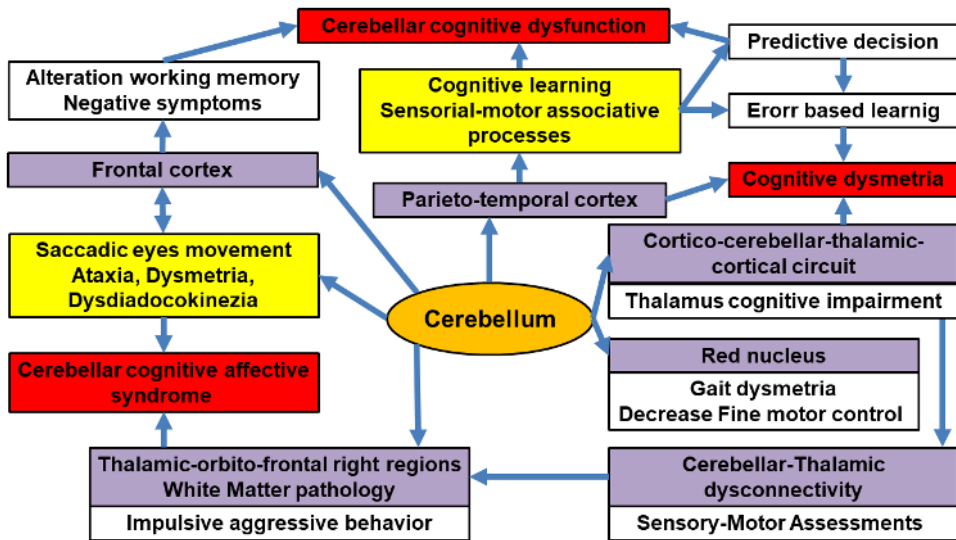 Cerebellar cognitive dysfunction
Predictive decision
Alteration working memory
Negative symptoms
Cognitive learning
Sensorial-motor associative
processes
Erorr based learnig
Frontal cortex
Parieto-temporal cortex
Cognitive dysmetria
Saccadic eyes movement
Ataxia, Dysmetria,
Dysdiadocokinezia
Cortico-cerebellar-thalamic-
cortical circuit
Thalamus cognitive impairment
Cerebellum
Cerebellar cognitive affective
syndrome
Red nucleus
Gait dysmetria
Decrease Fine motor control
Thalamic-orbito-frontal right regions
White Matter pathology
Impulsive aggressive behavior
Cerebellar-Thalamic
dysconnectivity
Sensory-Motor Assessments